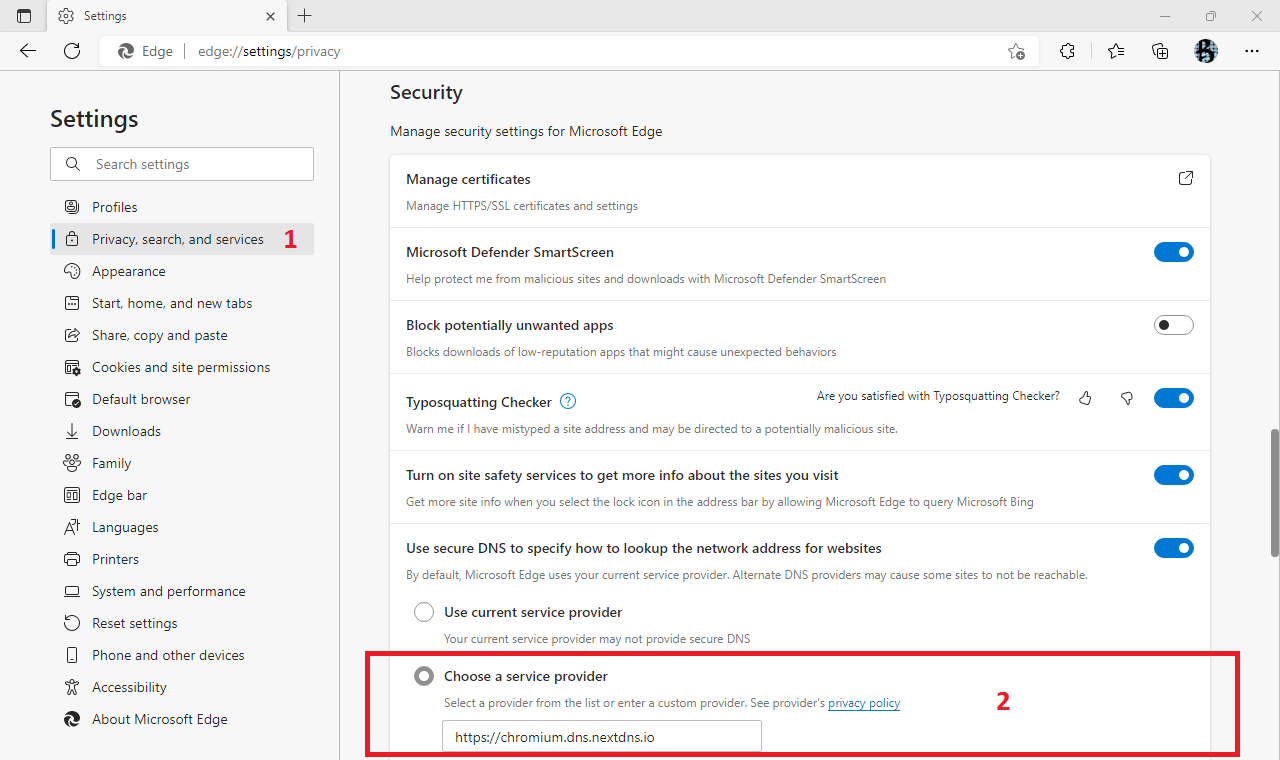 Settings
Edge
edge://settings/privacy
Settings
Search settings
Profiles
Privacy, search, and services 1
Appearance
Start, home, and new tabs
Share, copy and paste
Cookies and site permissions
Default browser
Downloads
Family
Edge bar
Languages
Printers
System and performance
Reset settings
Phone and other devices
Accessibility
About Microsoft Edge
Security
Manage security settings for Microsoft Edge
Manage certificates
Manage HTTPS/SSL certificates and settings
Microsoft Defender SmartScreen
Help protect me from malicious sites and downloads with Microsoft Defender SmartScreen
Block potentially unwanted apps
Blocks downloads of low-reputation apps that might cause unexpected behaviors
Typosquatting Checker ?
Are you satisfied with Typosquatting Checker?
Warn me if I have mistyped a site address and may be directed to a potentially malicious site.
Turn on site safety services to get more info about the sites you visit
Get more site info when you select the lock icon in the address bar by allowing Microsoft Edge to query Microsoft Bing
Use secure DNS to specify how to lookup the network address for websites
By default, Microsoft Edge uses your current service provider. Alternate DNS providers may cause some sites to not be reachable.
Use current service provider
Your current service provider may not provide secure DNS
Choose a service provider
Select a provider from the list or enter a custom provider. See provider's privacy policy
2
https://chromium.dns.nextdns.io